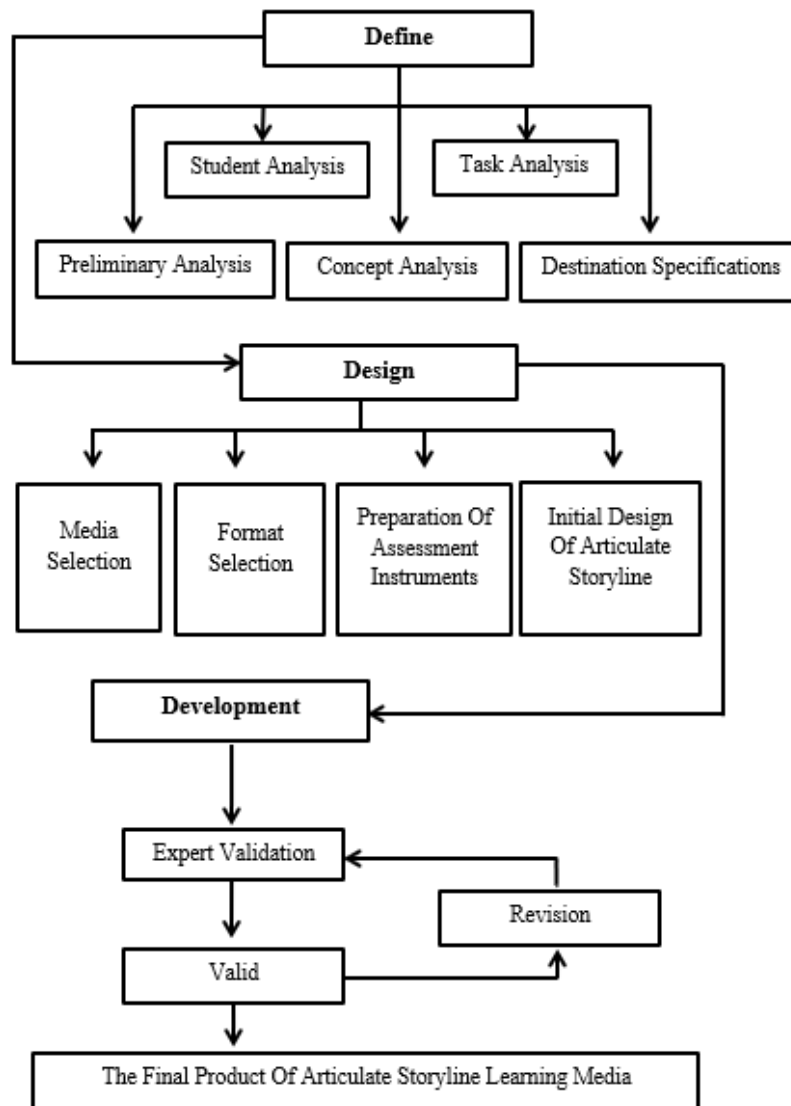 Define
Student Analysis
Task Analysis
Preliminary Analysis
Concept Analysis
Destination Specifications
Design
Media
Selection
Format
Selection
Preparation Of
Assessment
Instruments
Initial Design
Of Articulate
Storyline
Development
Expert Validation
Revision
Valid
The Final Product Of Articulate Storyline Learning Media